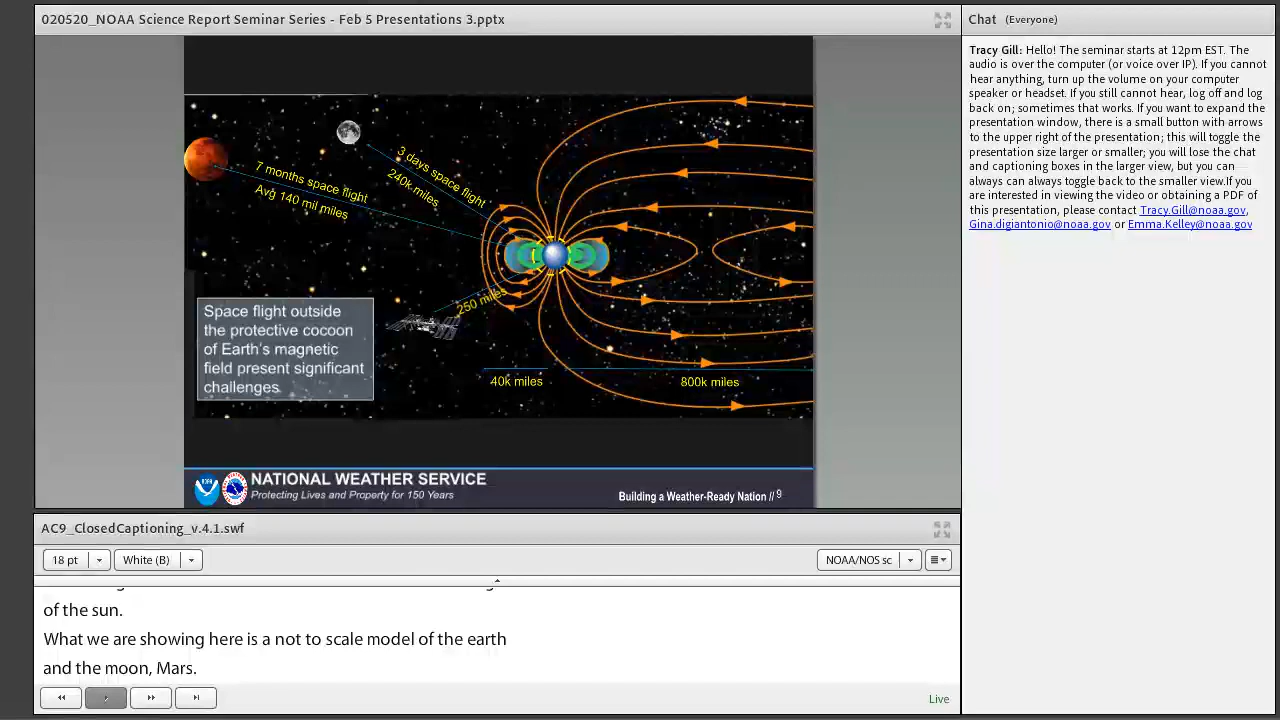 020520_NOAA Science Report Seminar Series - Feb 5 Presentations 3.pptx
7 months space flight
Avg 140 mil miles
3 days space flight
240k miles
250 miles
Space flight outside
the protective cocoon
of Earth's magnetic
field present significant
challenges
40k miles
800k miles
NATIONAL WEATHER SERVICE
Protecting Lives and Property for 150 Years
Building a Weather-Ready Nation // 9
AC9_ClosedCaptioning_v.4.1.swf
18 pt
White (B)
NOAA/NOS sc
of the sun.
What we are showing here is a not to scale model of the earth
and the moon, Mars.
Live
Chat (Everyone)
Tracy Gill: Hello! The seminar starts at 12pm EST. The
audio is over the computer (or voice over IP). If you cannot
hear anything, turn up the volume on your computer
speaker or headset. If you still cannot hear, log off and log
back on; sometimes that works. If you want to expand the
presentation window, there is a small button with arrows
to the upper right of the presentation; this will toggle the
presentation size larger or smaller; you will lose the chat
and captioning boxes in the larger view, but you can
always can always toggle back to the smaller view.If you
are interested in viewing the video or obtaining a PDF of
this presentation, please contact Tracy.Gill@noaa.gov,
Gina.digiantonio@noaa.gov or Emma.Kelley@noaa.gov